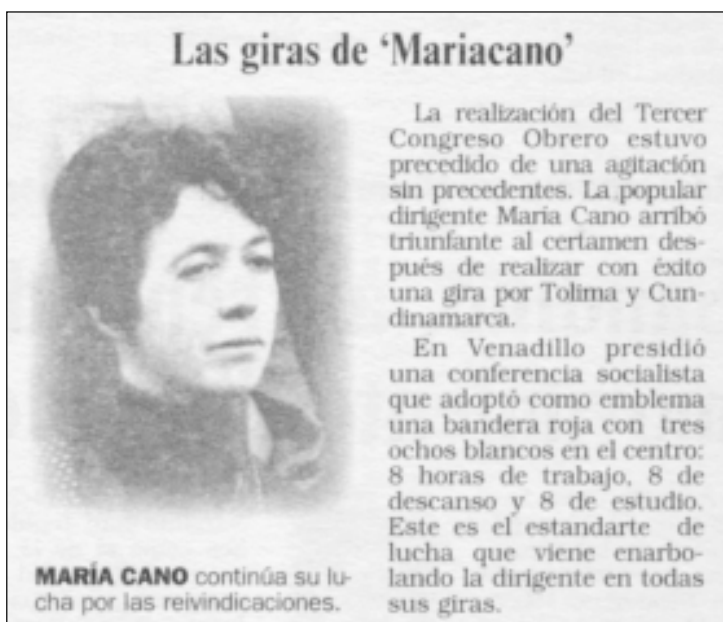 Las giras de ‘Mariacano’
La realización del Tercer
Congreso Obrero estuvo
precedido de una agitación
sin precedentes. La popular
dirigente María Cano arribó
triunfante al certamen des-
pués de realizar con éxito
una gira por Tolima y Cun-
dinamarca.
En Venadillo presidió
una conferencia socialista
que adoptó como emblema
una bandera roja con tres
ochos blancos en el centro:
8 horas de trabajo, 8 de
descanso y 8 de estudio.
Este es el estandarte de
lucha que viene enarbo-
lando la dirigente en todas
sus giras.
MARÍA CANO continúa su lu-
cha por las reivindicaciones.